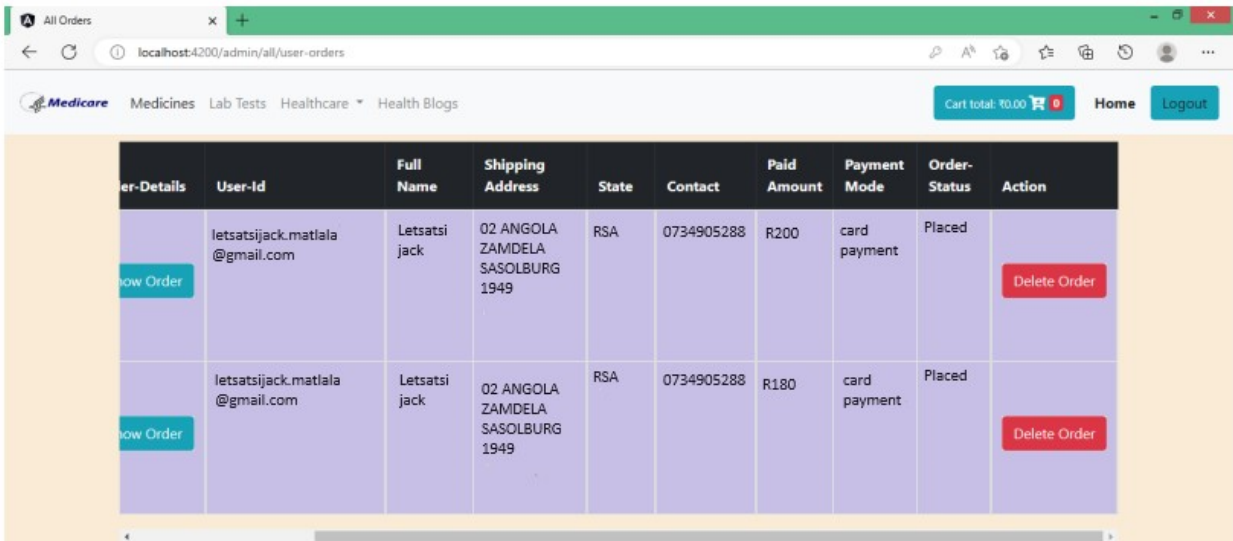 All Orders
localhost:4200/admin/all/user-orders
Medicare Medicines Lab Tests Healthcare Health Blogs Cart total: ₹0.00 0 Home Logout
er-Details User-Id Full Name Shipping Address State Contact Paid Amount Payment Mode Order-Status Action
letsatsijack.matlala
@gmail.com
Letsatsi
jack
02 ANGOLA
ZAMDELA
SASOLBURG
1949
RSA
0734905288
R200
card
payment
Placed
how Order
Delete Order
letsatsijack.matlala
@gmail.com
Letsatsi
jack
02 ANGOLA
ZAMDELA
SASOLBURG
1949
RSA
0734905288
R180
card
payment
Placed
how Order
Delete Order